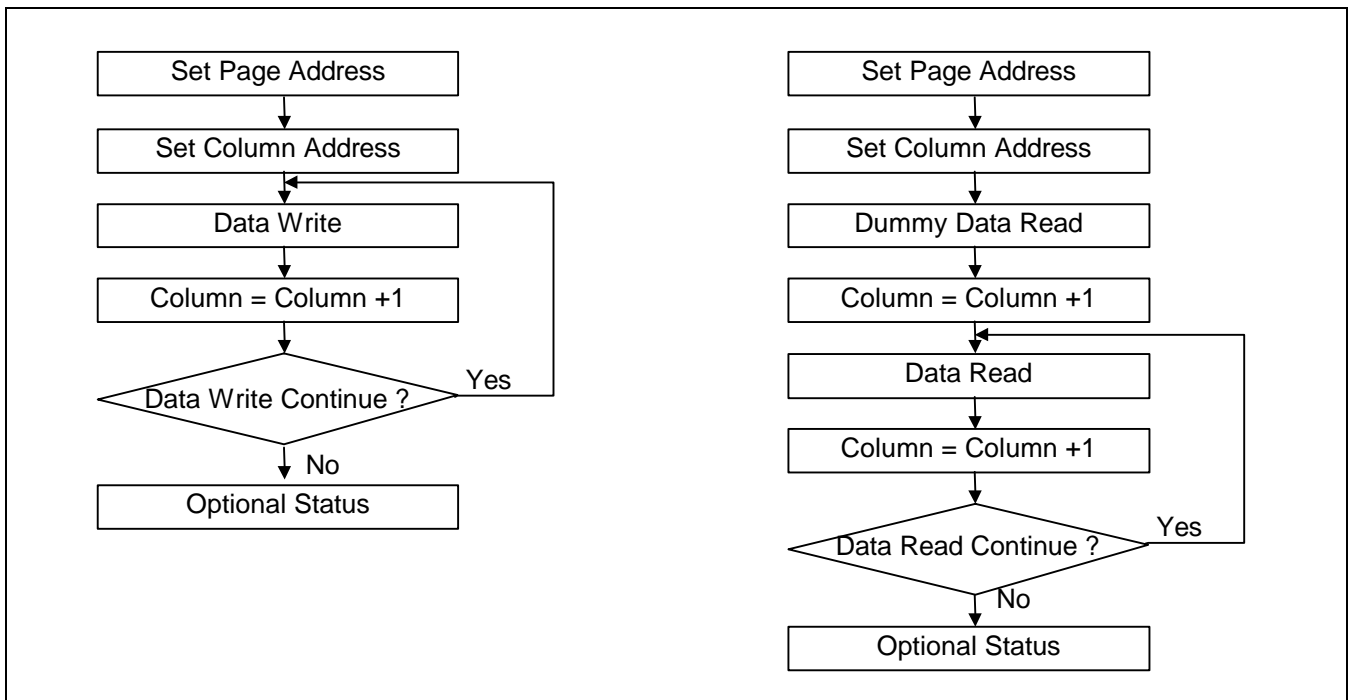 Set Page Address
Set Column Address
Data Write
Column = Column +1
Data Write Continue ?
Yes
No
Optional Status
Set Page Address
Set Column Address
Dummy Data Read
Column = Column +1
Data Read
Column = Column +1
Data Read Continue ?
Yes
No
Optional Status